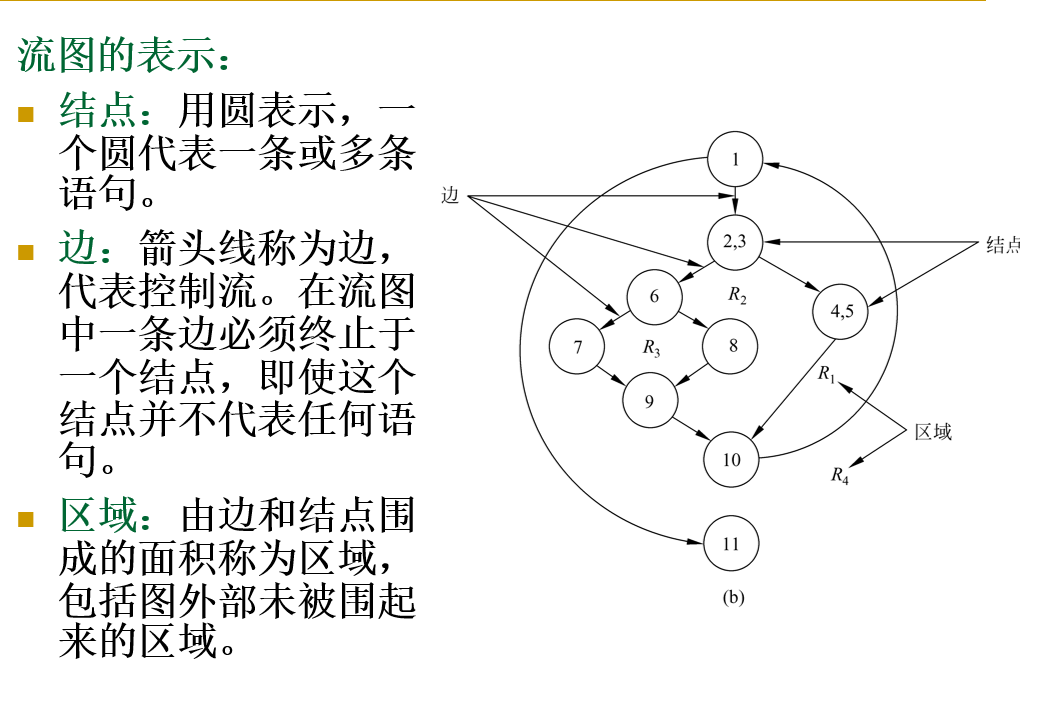 流图的表示：
结点：用圆表示，一
个圆代表一条或多条
语句。
边：箭头线称为边，
代表控制流。在流图
中一条边必须终止于
一个结点，即使这个
结点并不代表任何语
句。
区域：由边和结点围
成的面积称为区域，
包括图外部未被围起
来的区域。
1
边
2,3
结点
6
R2
4,5
7
R3
8
R1
9
区域
10
R4
11
(b)